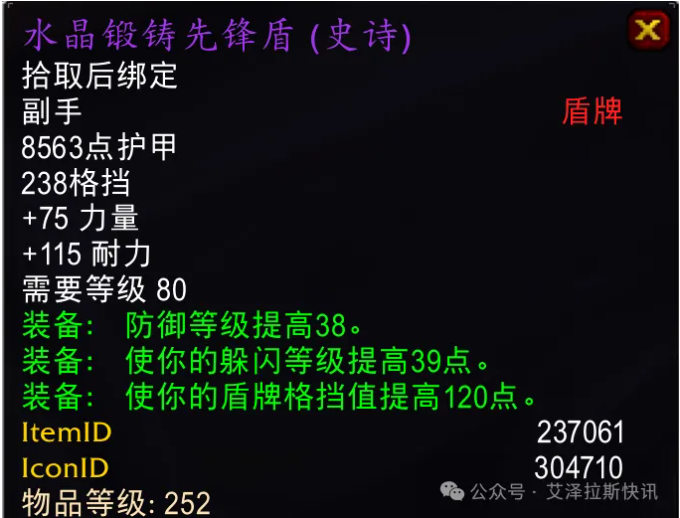 水晶锻铸先锋盾 (史诗)
拾取后绑定
副手 盾牌
8563点护甲
238格挡
+75 力量
+115 耐力
需要等级 80
装备: 防御等级提高38。
装备: 使你的躲闪等级提高39点。
装备: 使你的盾牌格挡值提高120点。
ItemID 237061
IconID 304710
物品等级: 252
公众号 · 艾泽拉斯快讯